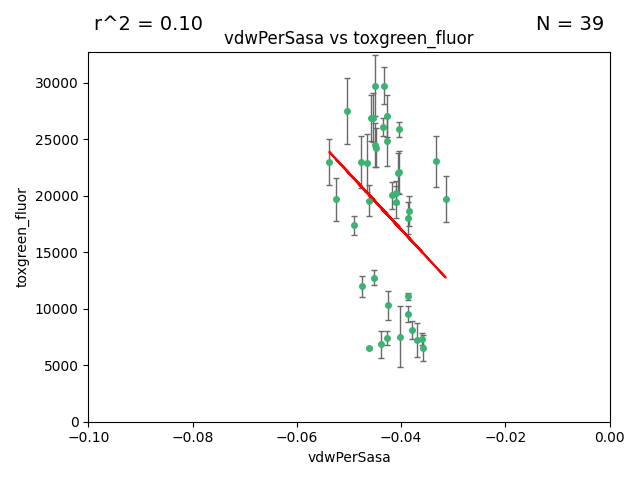 r^2 = 0.10
N = 39
vdwPerSasa vs toxgreen_fluor
30000
25000
20000
15000
10000
5000
0
toxgreen_fluor
−0.10
−0.08
−0.06
−0.04
−0.02
0.00
vdwPerSasa